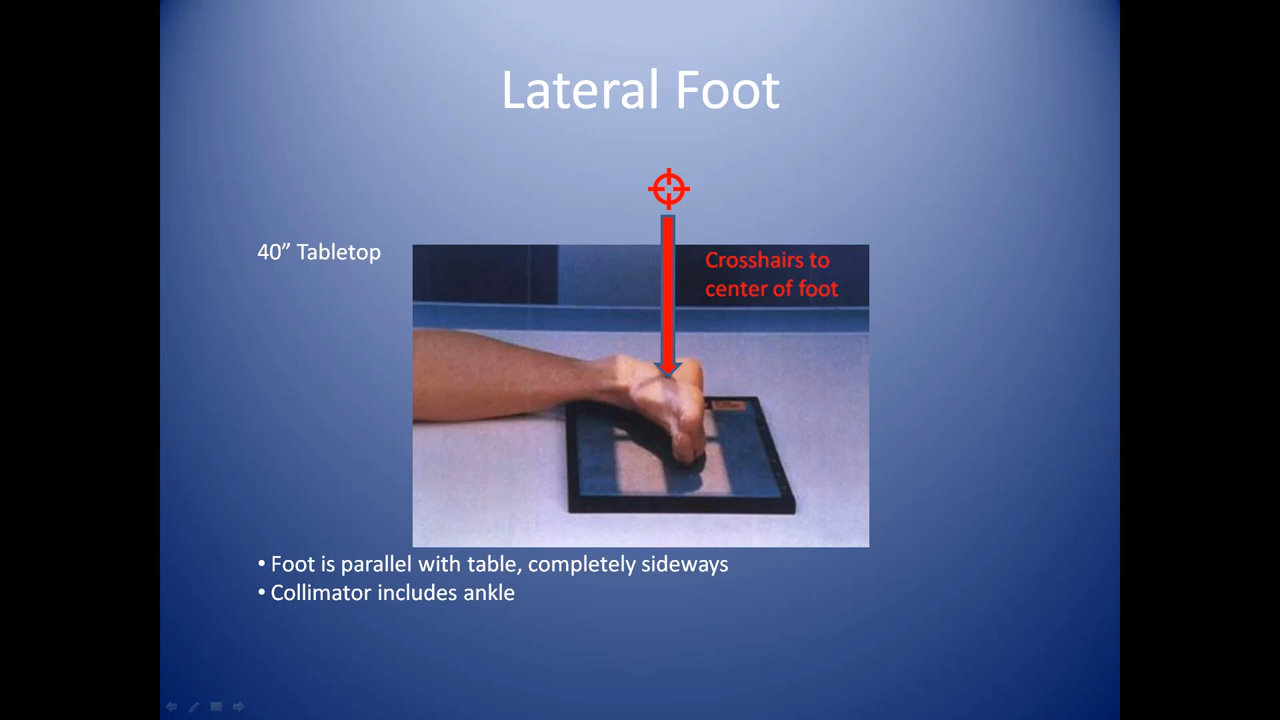 Lateral Foot
40” Tabletop
Crosshairs to
center of foot
• Foot is parallel with table, completely sideways
• Collimator includes ankle